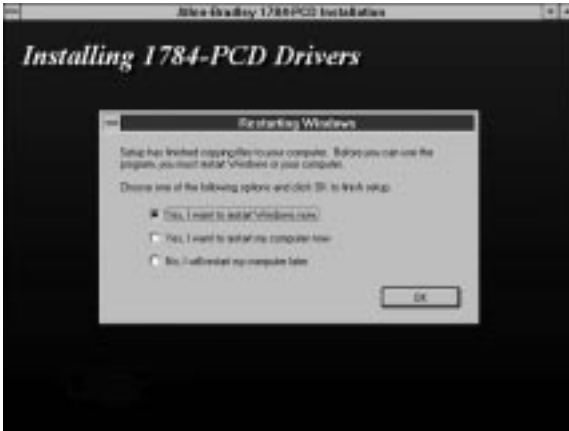 Allen-Bradley 1784-PCD Installation
Installing 1784-PCD Drivers
Restarting Windows
Setup has finished copying files to your computer. Before you can use the
program, you must restart Windows or your computer.
Choose one of the following options and click OK to finish setup.
Yes, I want to restart Windows now.
Yes, I want to restart my computer now
No, I will restart my computer later
OK